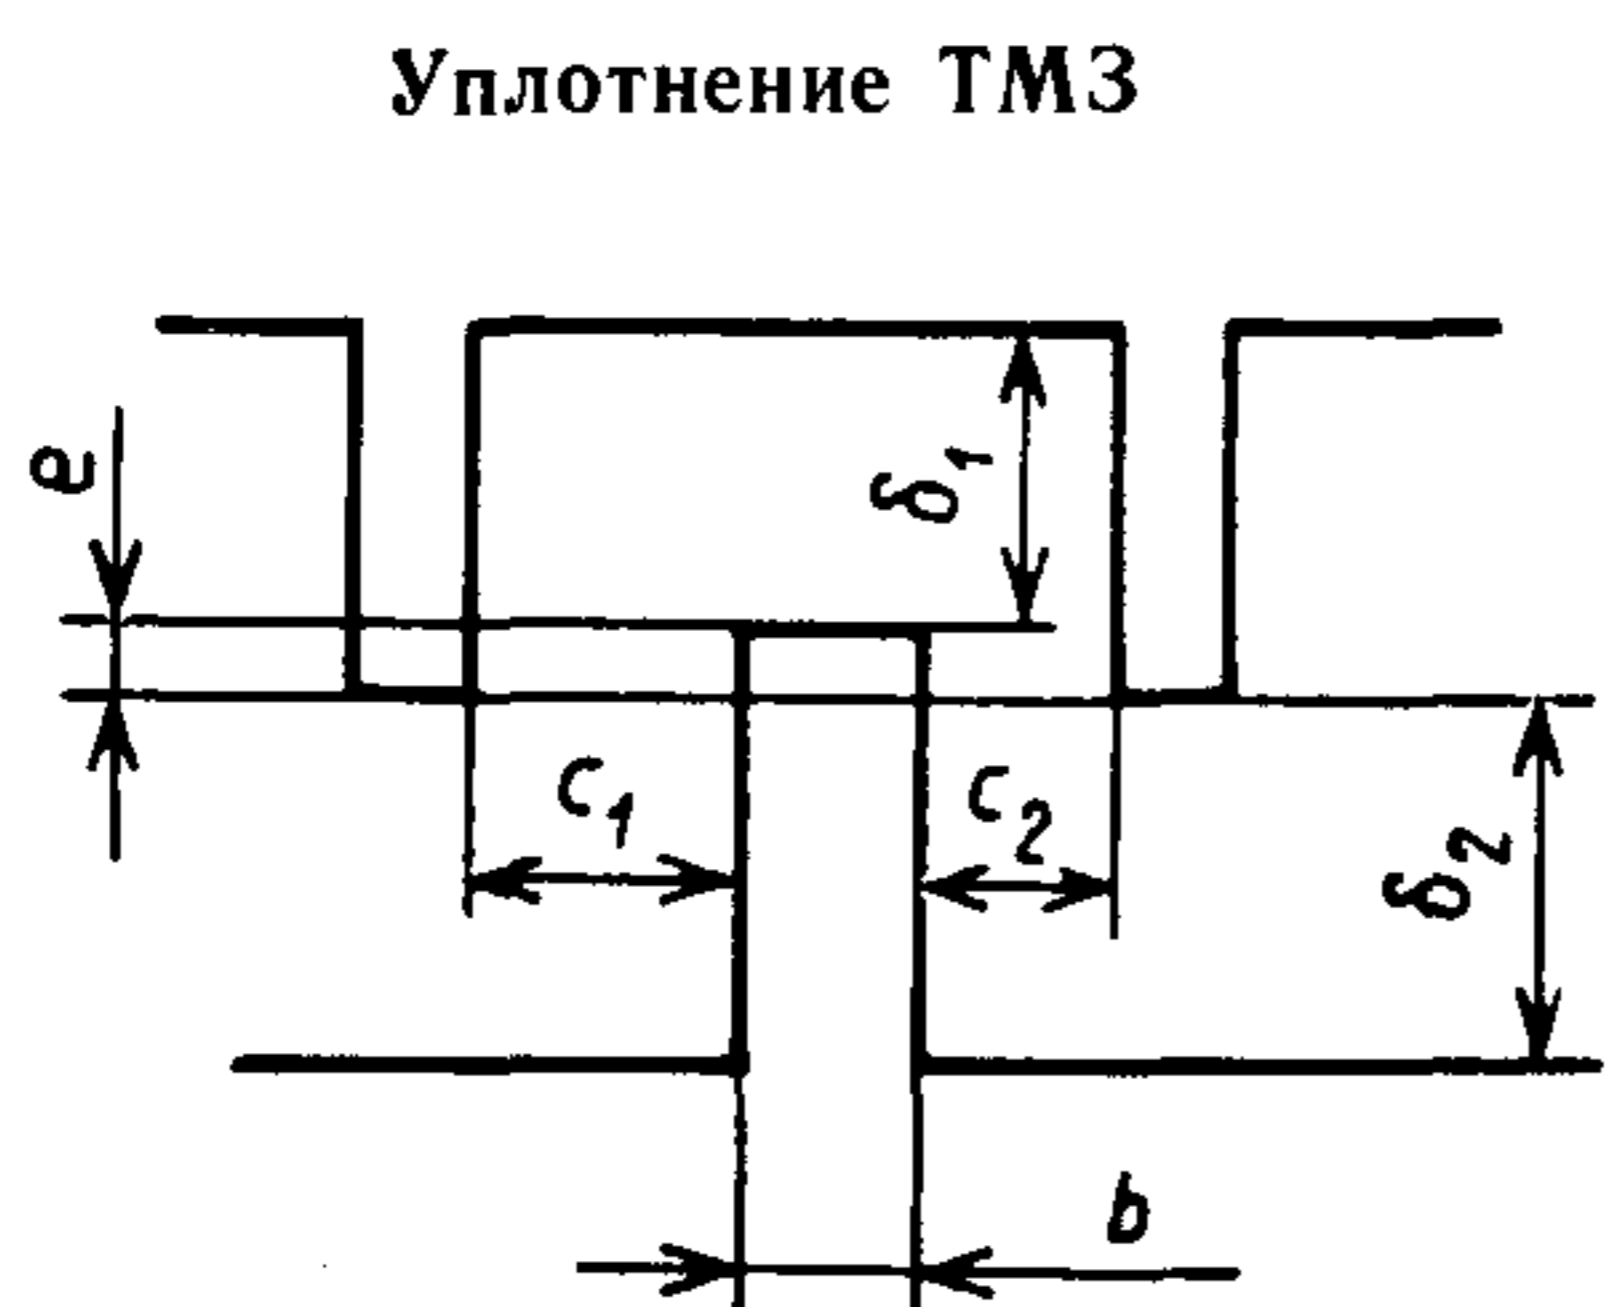 Уплотнение ТМЗ
e
δ₁
c₁
c₂
δ₂
b